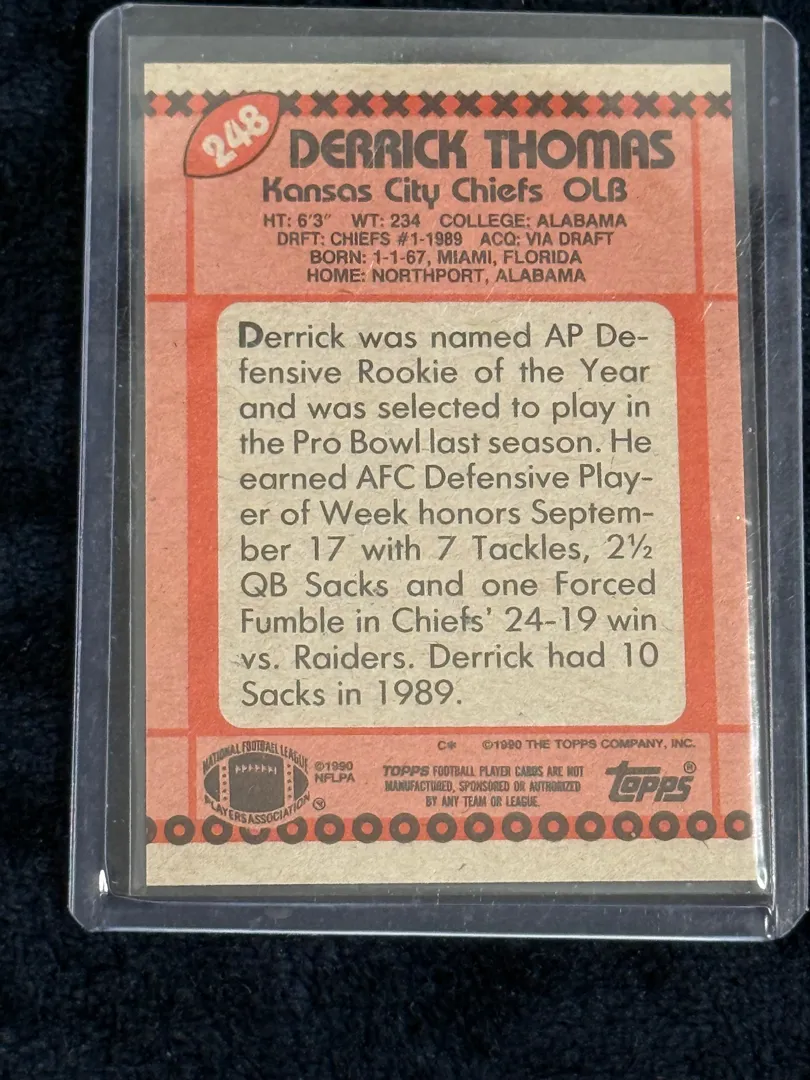 248
DERRICK THOMAS
Kansas City Chiefs OLB
HT: 6'3" WT: 234 COLLEGE: ALABAMA
DRFT: CHIEFS #1-1989 ACQ: VIA DRAFT
BORN: 1-1-67, MIAMI, FLORIDA
HOME: NORTHPORT, ALABAMA
Derrick was named AP De-
fensive Rookie of the Year
and was selected to play in
the Pro Bowl last season. He
earned AFC Defensive Play-
er of Week honors Septem-
ber 17 with 7 Tackles, 2½
QB Sacks and one Forced
Fumble in Chiefs' 24-19 win
vs. Raiders. Derrick had 10
Sacks in 1989.
C* ©1990 THE TOPPS COMPANY, INC.
NATIONAL FOOTBALL LEAGUE
PLAYERS ASSOCIATION
©1990
NFLPA
TOPPS FOOTBALL PLAYER CARDS ARE NOT
MANUFACTURED, SPONSORED OR AUTHORIZED
BY ANY TEAM OR LEAGUE.
Topps®